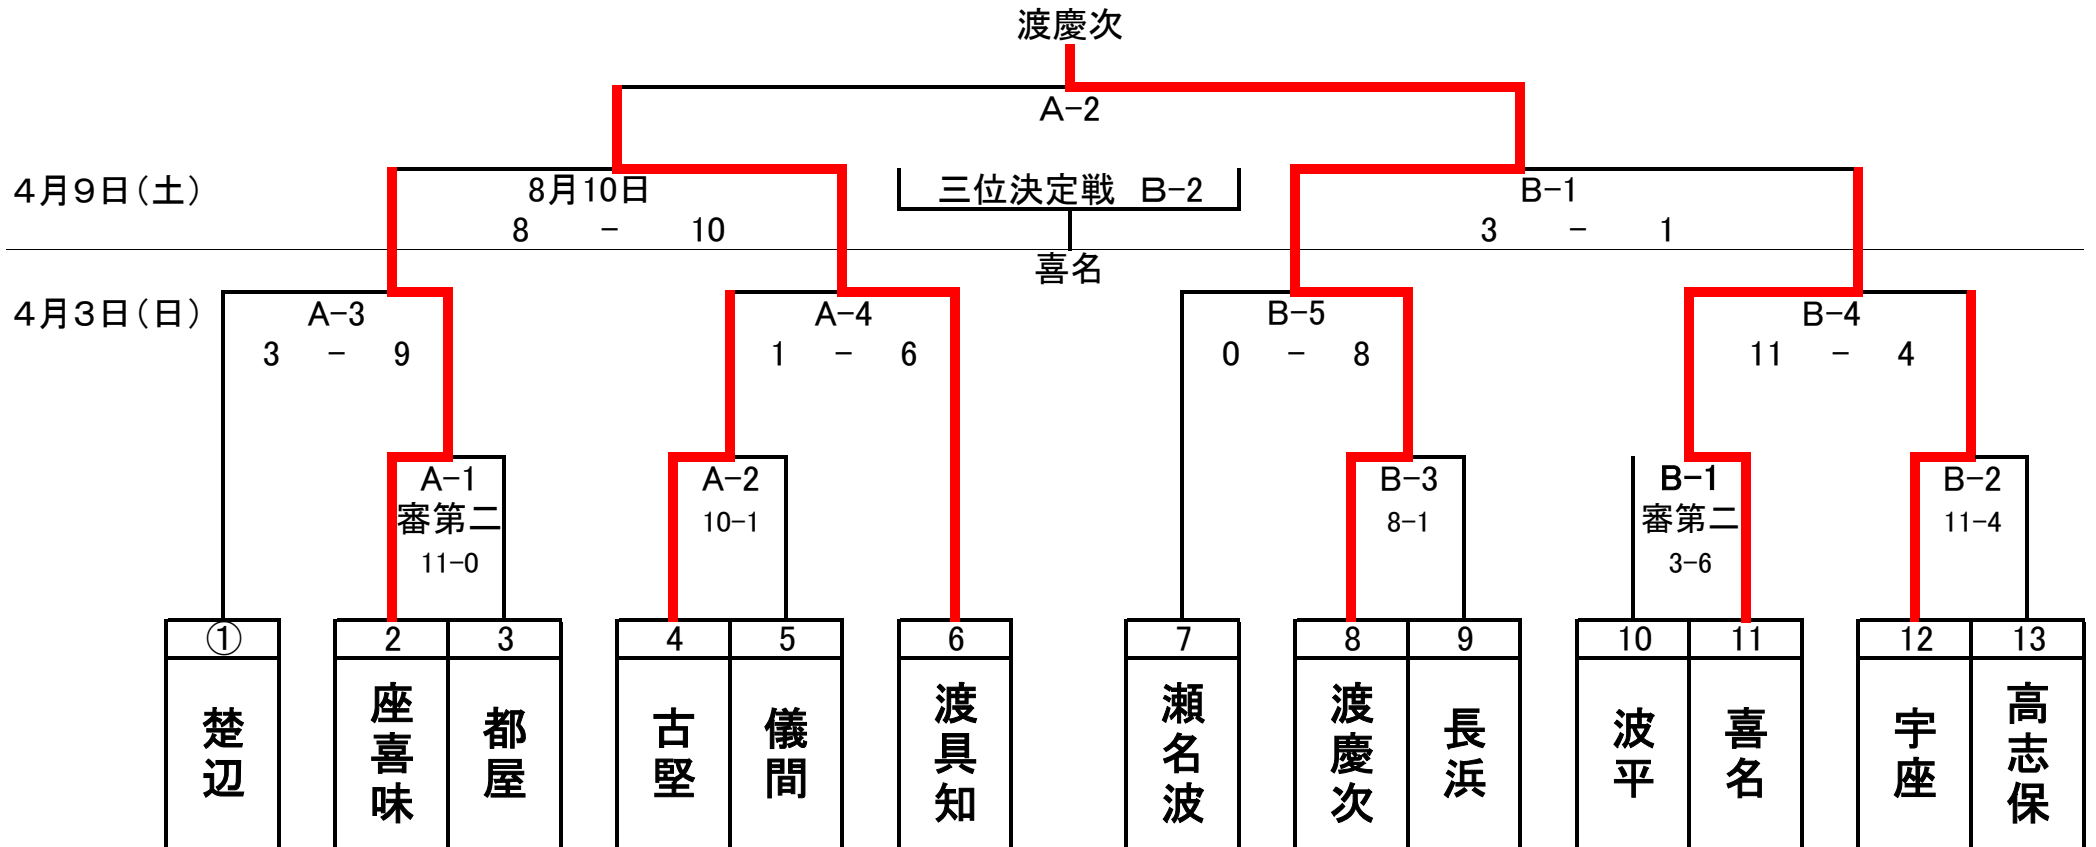 渡慶次
A-2
4月9日(土)
8月10日
三位決定戦 B-2
B-1
8 - 10
3 - 1
喜名
4月3日(日)
A-3
A-4
B-5
B-4
3 - 9
1 - 6
0 - 8
11 - 4
A-1
A-2
B-3
B-1
B-2
審第二
10-1
8-1
審第二
11-4
11-0
3-6
① 2 3 4 5 6 7 8 9 10 11 12 13
楚辺
座喜味
都屋
古堅
儀間
渡具知
瀬名波
渡慶次
長浜
波平
喜名
宇座
高志保